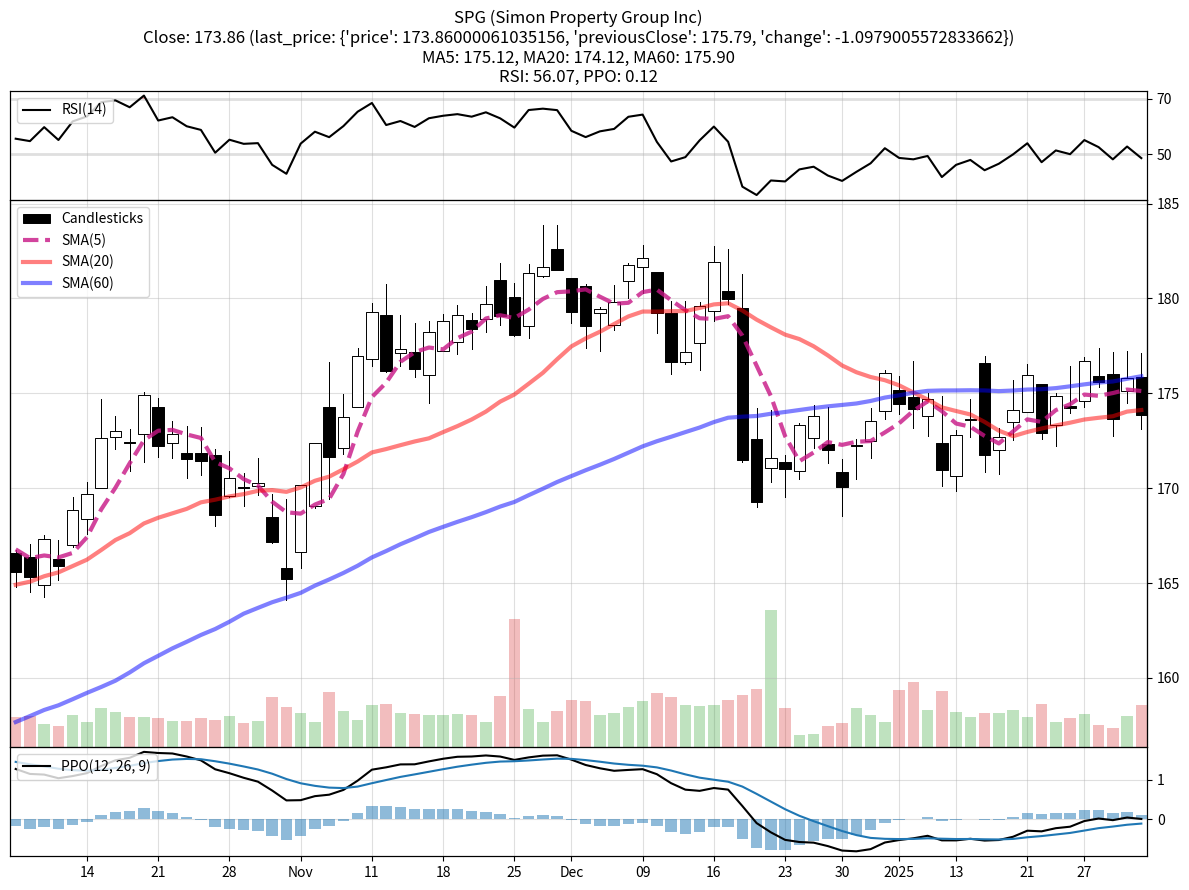 SPG (Simon Property Group Inc)
Close: 173.86 (last_price: {'price': 173.86000061035156, 'previousClose': 175.79, 'change': -1.0979005572833662})
MA5: 175.12, MA20: 174.12, MA60: 175.90
RSI: 56.07, PPO: 0.12
RSI(14)
70
50
Candlesticks
SMA(5)
SMA(20)
SMA(60)
185
180
175
170
165
160
PPO(12, 26, 9)
1
0
14 21 28 Nov 11 18 25 Dec 09 16 23 30 2025 13 21 27